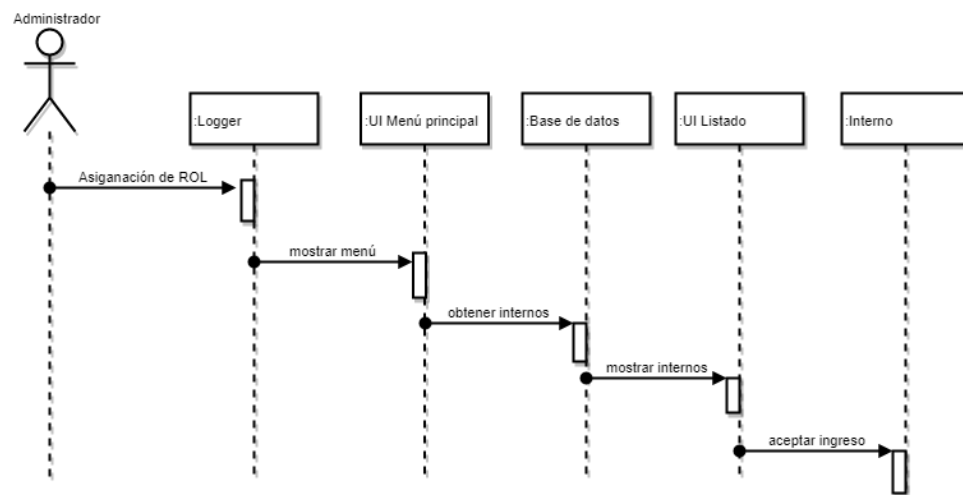 Administrador
:Logger
:UI Menú principal
:Base de datos
:UI Listado
:Interno
Asiganación de ROL
mostrar menú
obtener internos
mostrar internos
aceptar ingreso